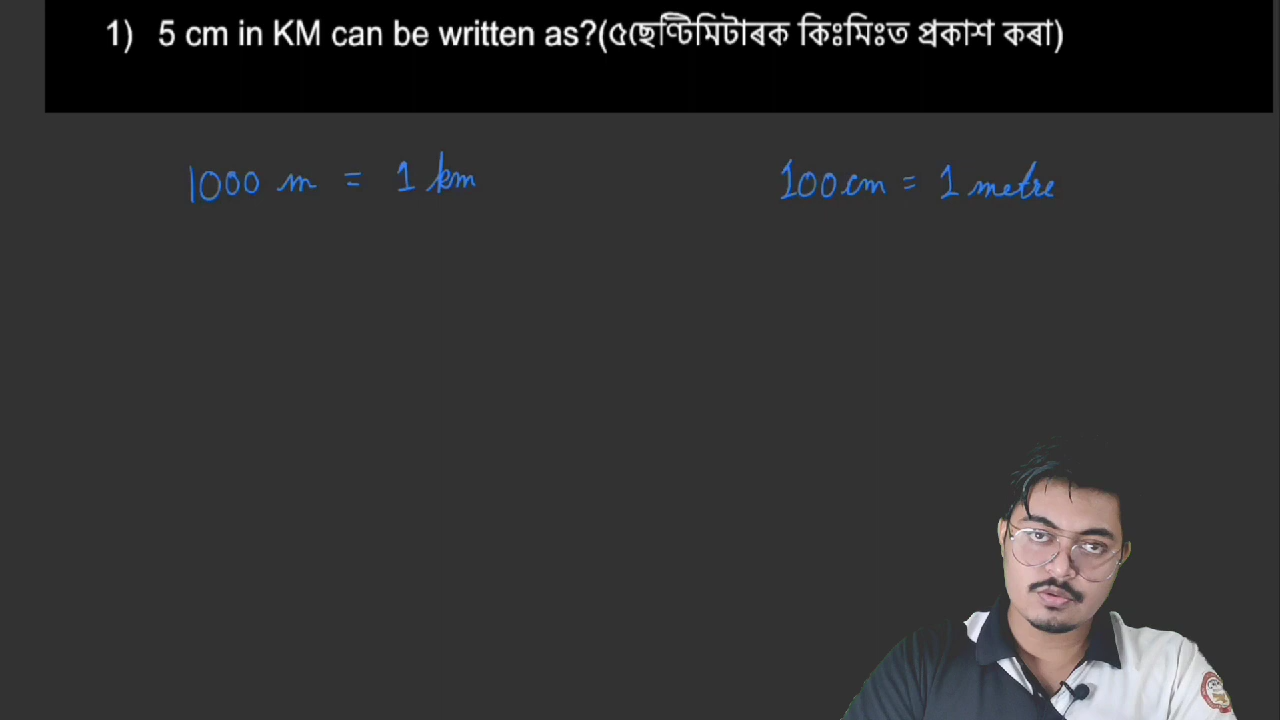 1) 5 cm in KM can be written as?(৫ছেণ্টিমিটাৰক কিঃমিঃত প্ৰকাশ কৰা)
1000 m = 1 km
100 cm = 1 metre